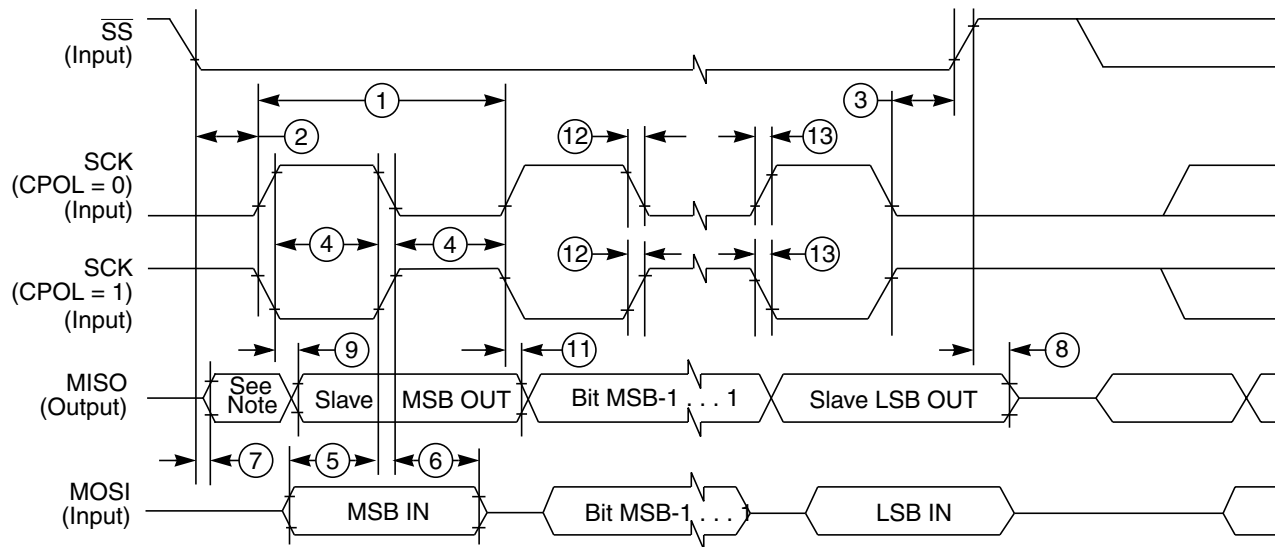 SS
(Input)
1
3
2
12
13
SCK
(CPOL = 0)
(Input)
4
4
SCK
(CPOL = 1)
(Input)
12
13
9
11
8
MISO
(Output)
See
Note
Slave
MSB OUT
Bit MSB-1 . . . 1
Slave LSB OUT
7
5
6
MOSI
(Input)
MSB IN
Bit MSB-1 . . . 1
LSB IN